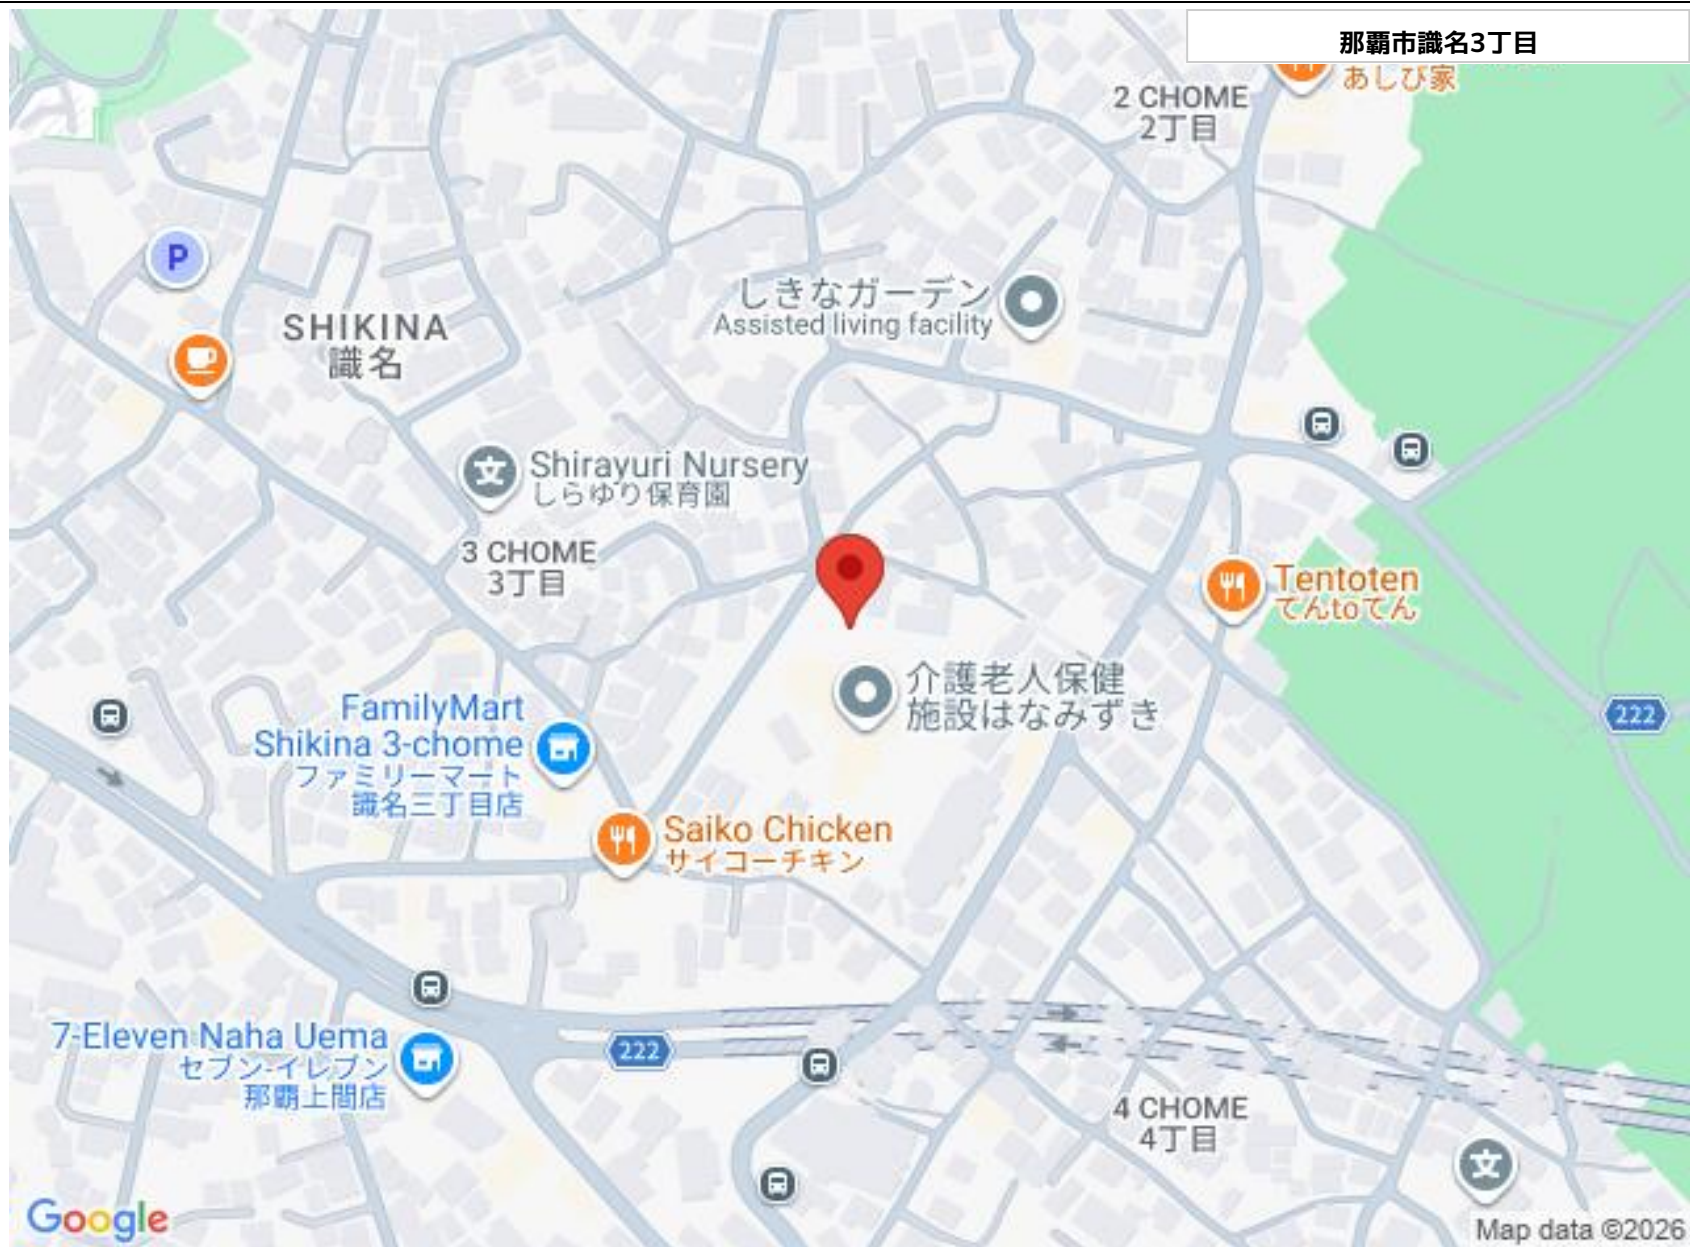 那覇市識名3丁目
あしび家
2 CHOME
2丁目
P
しきなガーデン
Assisted living facility
SHIKINA
識名
Shirayuri Nursery
しらゆり保育園
文
3 CHOME
3丁目
Tentoten
てんtoてん
介護老人保健
施設はなみずき
222
FamilyMart
Shikina 3-chome
ファミリーマート
識名三丁目店
Saiko Chicken
サイコーチキン
7-Eleven Naha Uema
セブン-イレブン
那覇上間店
222
4 CHOME
4丁目
文
Google
Map data ©2026